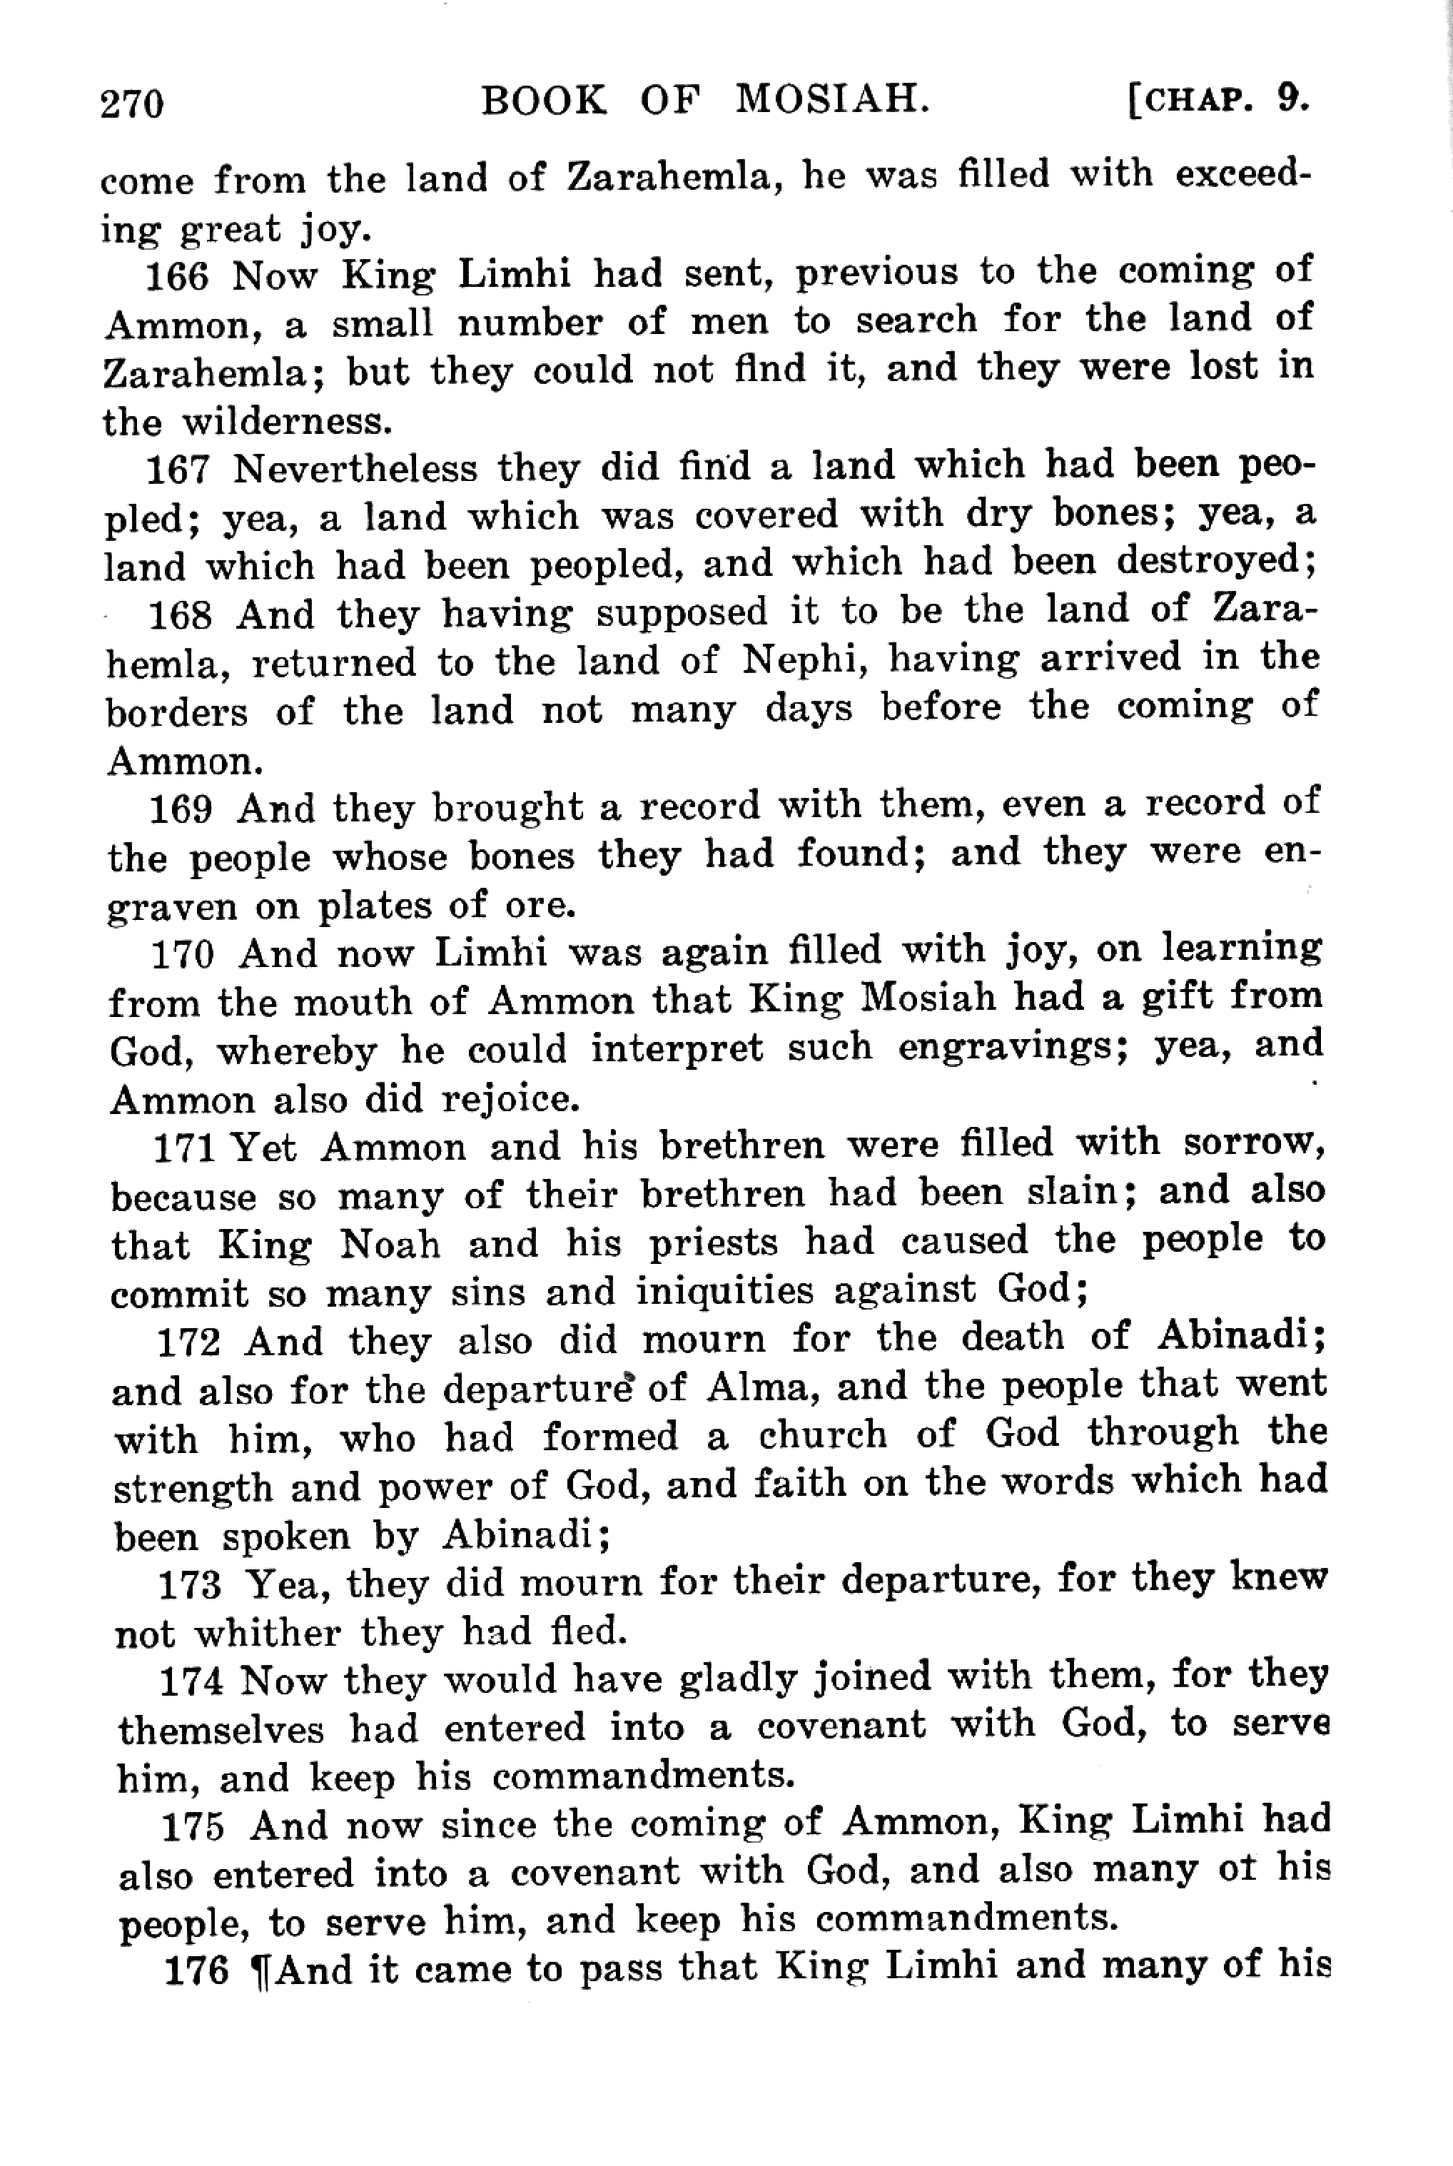 270 BOOK OF MOSIAH. [CHAP. 9.
come from the land of Zarahemla, he was filled with exceed-
ing great joy.
166 Now King Limhi had sent, previous to the coming of
Ammon, a small number of men to search for the land of
Zarahemla; but they could not find it, and they were lost in
the wilderness.
167 Nevertheless they did find a land which had been peo-
pled; yea, a land which was covered with dry bones; yea, a
land which had been peopled, and which had been destroyed;
168 And they having supposed it to be the land of Zara-
hemla, returned to the land of Nephi, having arrived in the
borders of the land not many days before the coming of
Ammon.
169 And they brought a record with them, even a record of
the people whose bones they had found; and they were en-
graven on plates of ore.
170 And now Limhi was again filled with joy, on learning
from the mouth of Ammon that King Mosiah had a gift from
God, whereby he could interpret such engravings; yea, and
Ammon also did rejoice.
171 Yet Ammon and his brethren were filled with sorrow,
because so many of their brethren had been slain; and also
that King Noah and his priests had caused the people to
commit so many sins and iniquities against God;
172 And they also did mourn for the death of Abinadi;
and also for the departure of Alma, and the people that went
with him, who had formed a church of God through the
strength and power of God, and faith on the words which had
been spoken by Abinadi;
173 Yea, they did mourn for their departure, for they knew
not whither they had fled.
174 Now they would have gladly joined with them, for they
themselves had entered into a covenant with God, to serve
him, and keep his commandments.
175 And now since the coming of Ammon, King Limhi had
also entered into a covenant with God, and also many of his
people, to serve him, and keep his commandments.
176 ¶And it came to pass that King Limhi and many of his